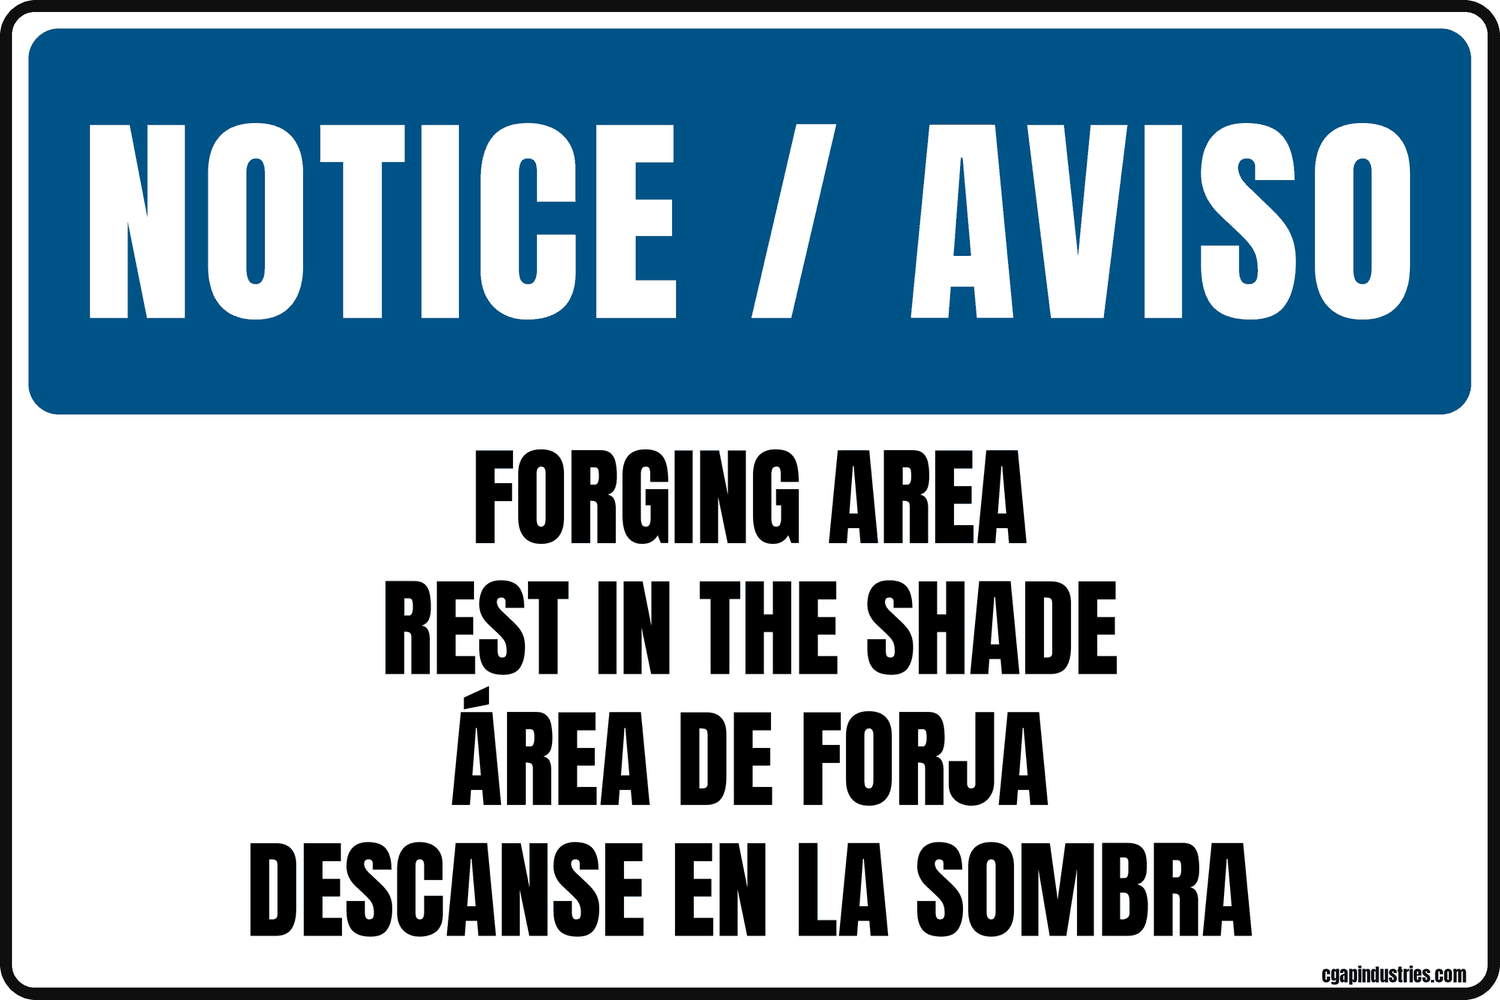 NOTICE / AVISO
FORGING AREA
REST IN THE SHADE
ÁREA DE FORJA
DESCANSE EN LA SOMBRA
cgapindustries.com